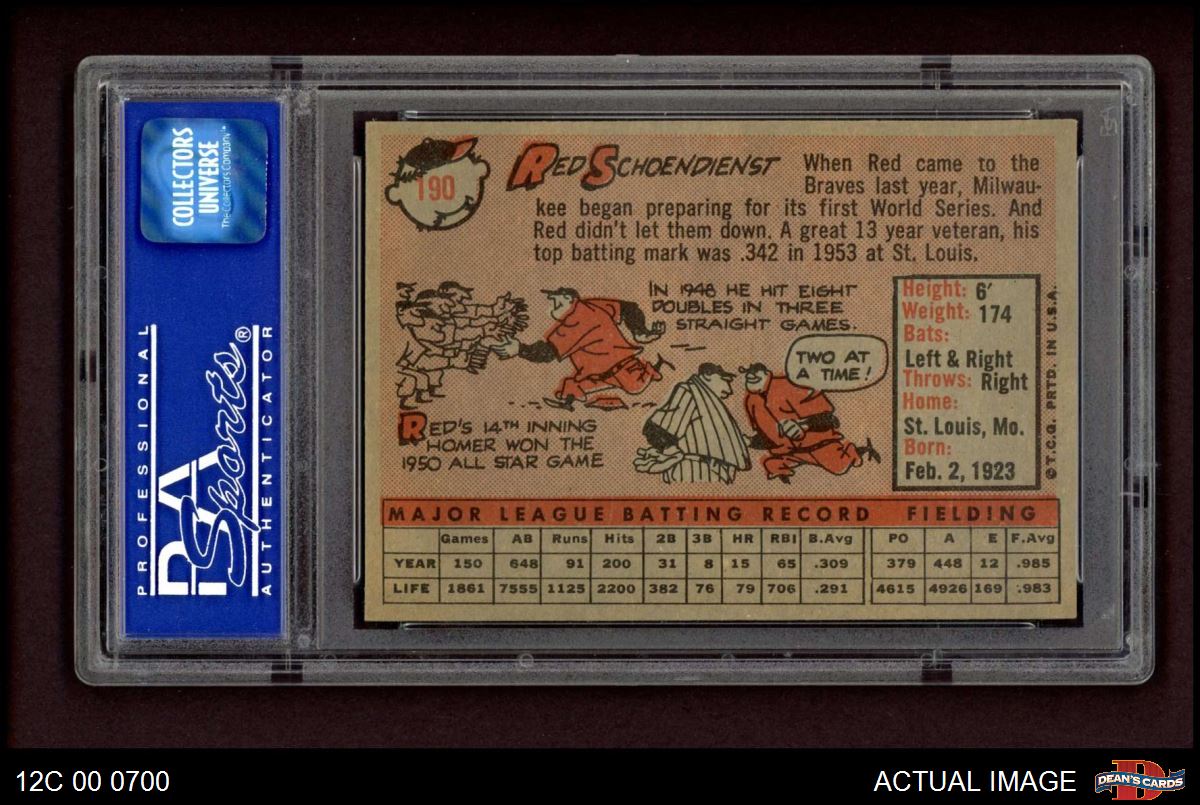 COLLECTORS
UNIVERSE
The Collectors Company™
PROFESSIONAL
PSA
Sports®
AUTHENTICATOR
190
RED SCHOENDIENST
When Red came to the
Braves last year, Milwau-
kee began preparing for its first World Series. And
Red didn't let them down. A great 13 year veteran, his
top batting mark was .342 in 1953 at St. Louis.
IN 1948 HE HIT EIGHT
DOUBLES IN THREE
STRAIGHT GAMES.
TWO AT
A TIME!
RED'S 14TH INNING
HOMER WON THE
1950 ALL STAR GAME
Height: 6'
Weight: 174
Bats:
Left & Right
Throws: Right
Home:
St. Louis, Mo.
Born:
Feb. 2, 1923
© T.C.G. PRTD. IN U.S.A.
MAJOR LEAGUE BATTING RECORD FIELDING
Games AB Runs Hits 2B 3B HR RBI B.Avg PO A E F.Avg
YEAR 150 648 91 200 31 8 15 65 .309 379 448 12 .985
LIFE 1861 7555 1125 2200 382 76 79 706 .291 4615 4926 169 .983
12C 00 0700
ACTUAL IMAGE
DEAN'S CARDS